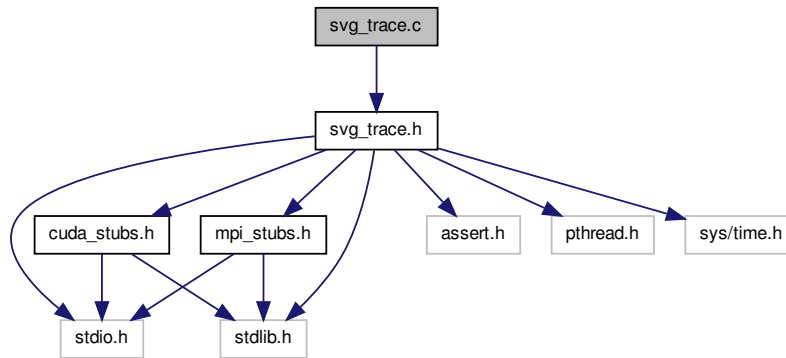 svg_trace.c
svg_trace.h
cuda_stubs.h
mpi_stubs.h
assert.h
pthread.h
sys/time.h
stdio.h
stdlib.h